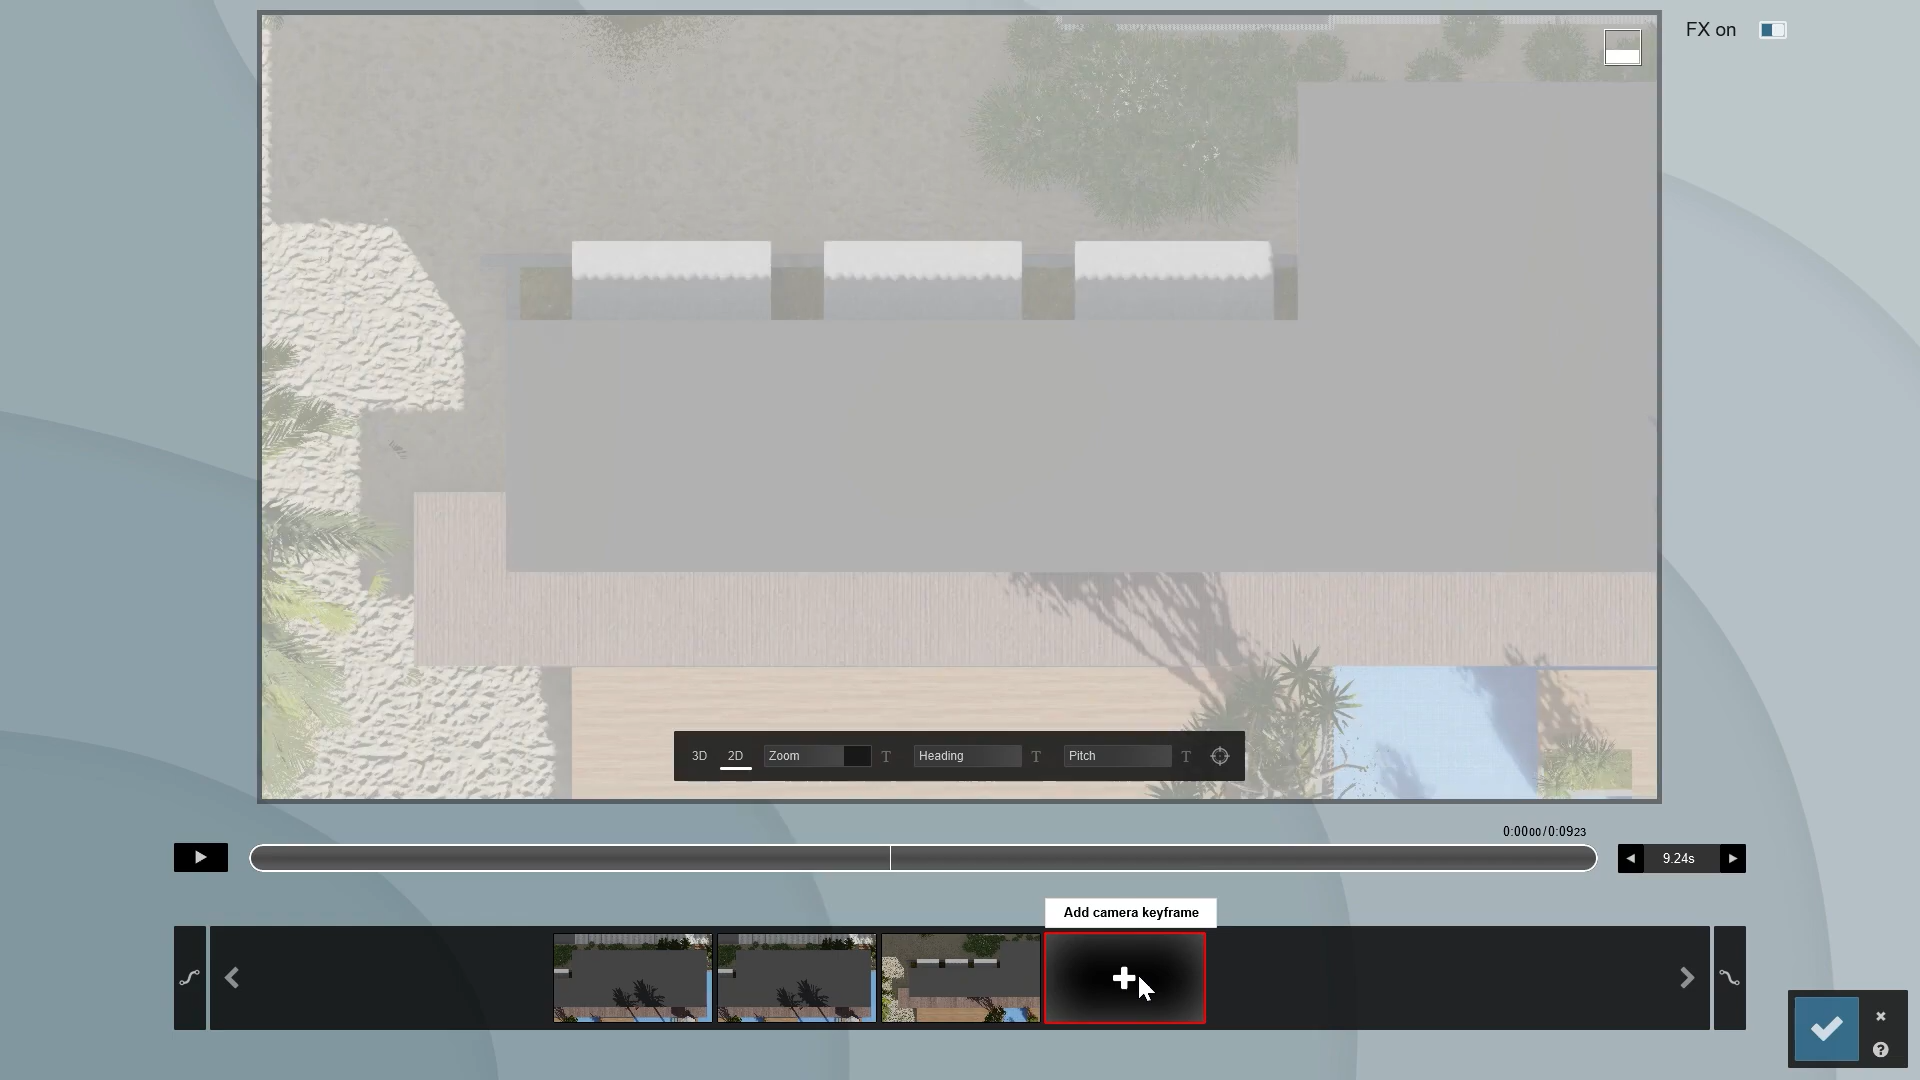 FX on
3D 2D Zoom T Heading T Pitch T
0:0000/0:0923
9.24s
Add camera keyframe